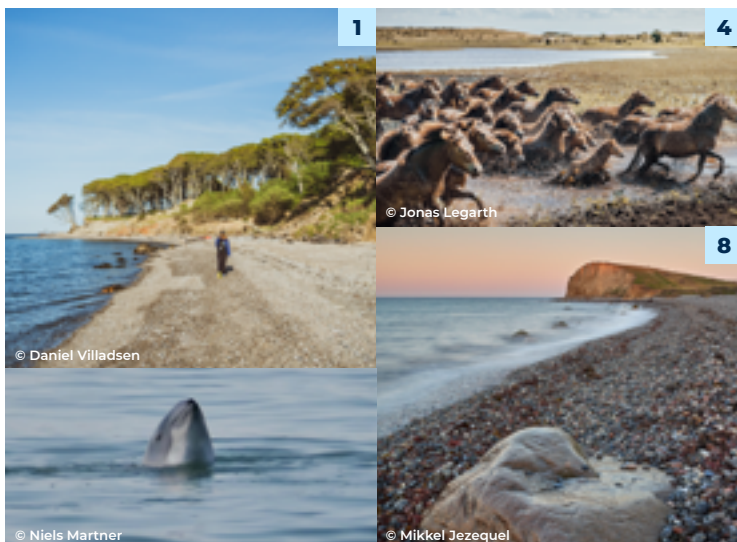 1
4
© Jonas Legarth
8
© Daniel Villadsen
© Niels Martner
© Mikkel Jezequel